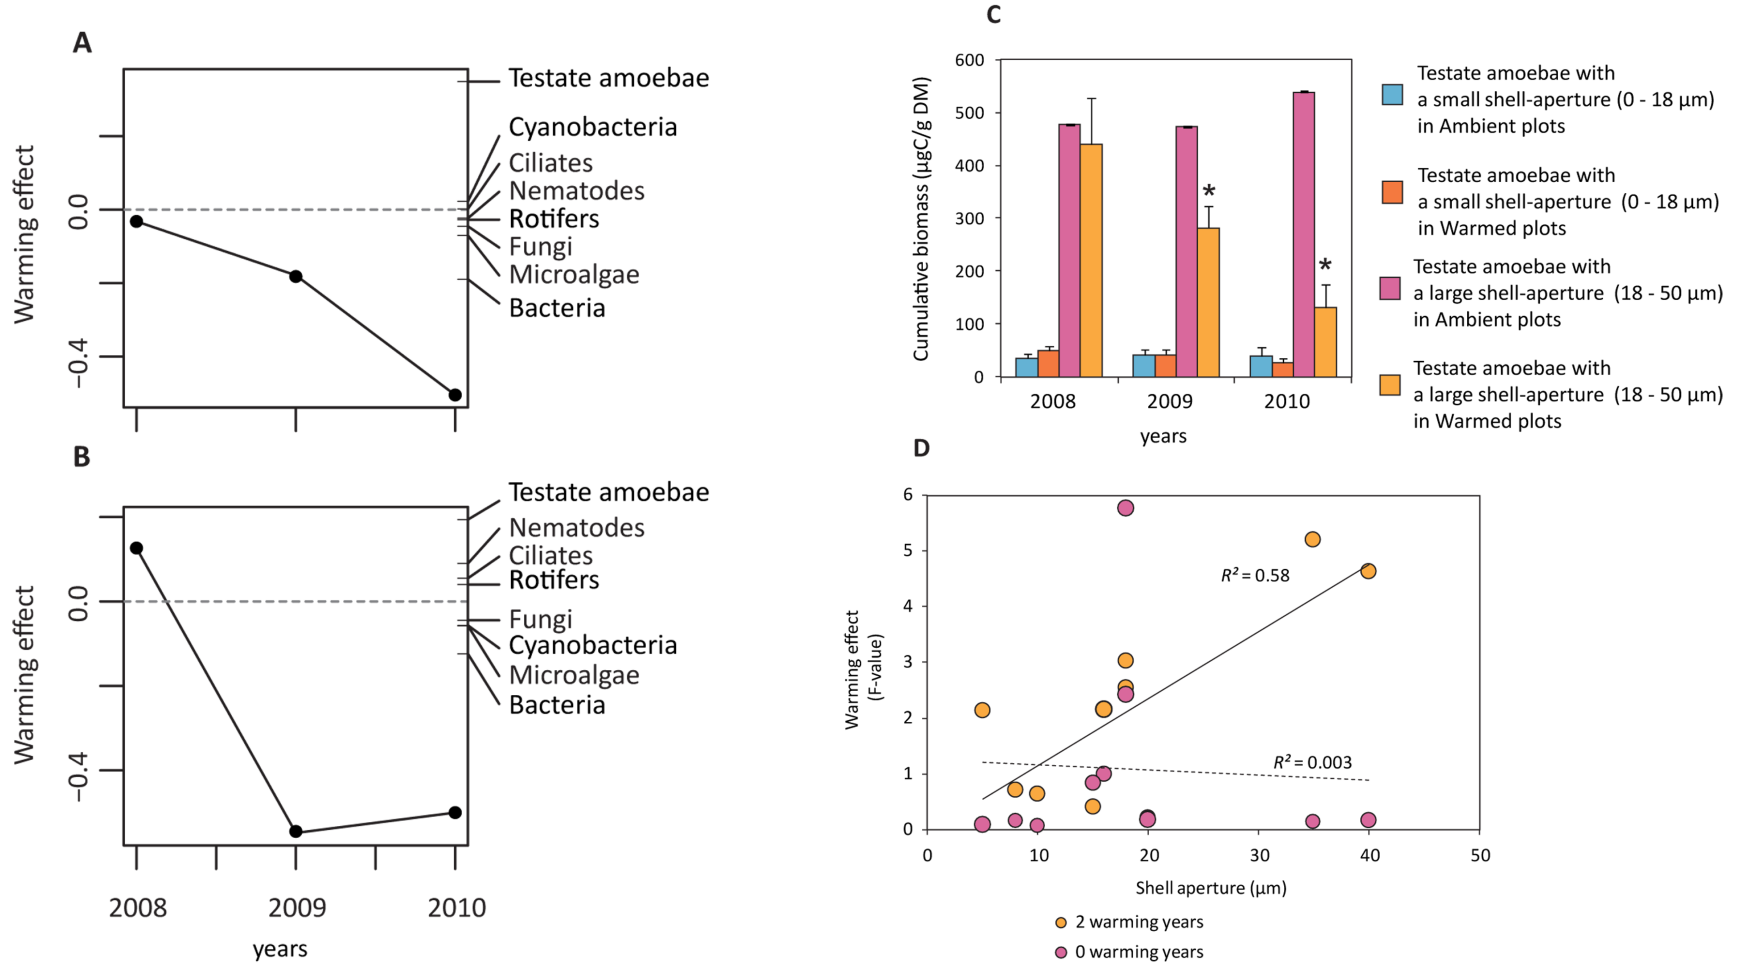 A
Warming effect
0.0
−0.4
Testate amoebae
Cyanobacteria
Ciliates
Nematodes
Rotifers
Fungi
Microalgae
Bacteria
B
Warming effect
0.0
−0.4
Testate amoebae
Nematodes
Ciliates
Rotifers
Fungi
Cyanobacteria
Microalgae
Bacteria
2008 2009 2010
years
C
Cumulative biomass (µgC/g DM)
600
500
400
300
200
100
0
*
*
2008 2009 2010
years
Testate amoebae with
a small shell-aperture (0 - 18 µm)
in Ambient plots
Testate amoebae with
a small shell-aperture (0 - 18 µm)
in Warmed plots
Testate amoebae with
a large shell-aperture (18 - 50 µm)
in Ambient plots
Testate amoebae with
a large shell-aperture (18 - 50 µm)
in Warmed plots
D
Warming effect
(F-value)
6
5
4
3
2
1
0
R² = 0.58
R² = 0.003
0 10 20 30 40 50
Shell aperture (µm)
2 warming years
0 warming years